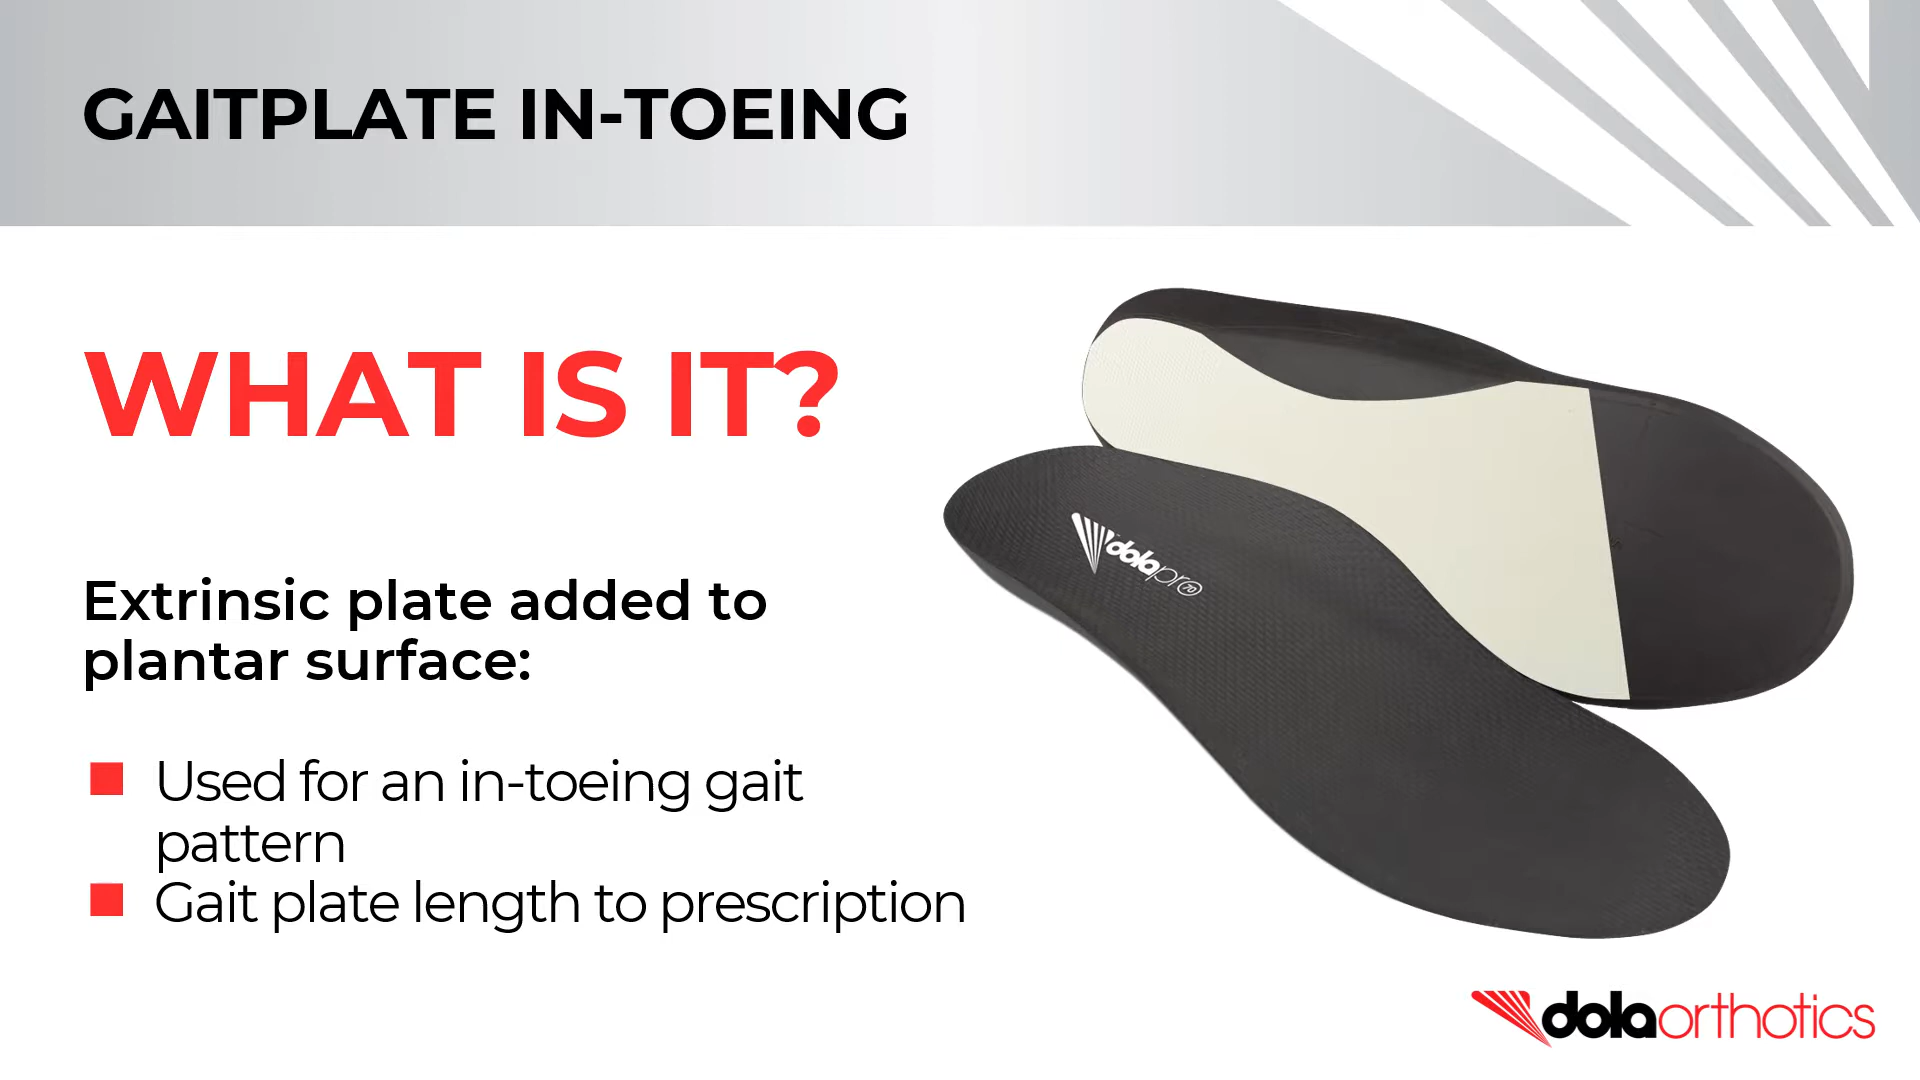 GAITPLATE IN-TOEING
WHAT IS IT?
Extrinsic plate added to
plantar surface:
Used for an in-toeing gait
pattern
Gait plate length to prescription
dolapro 70
dolaorthotics